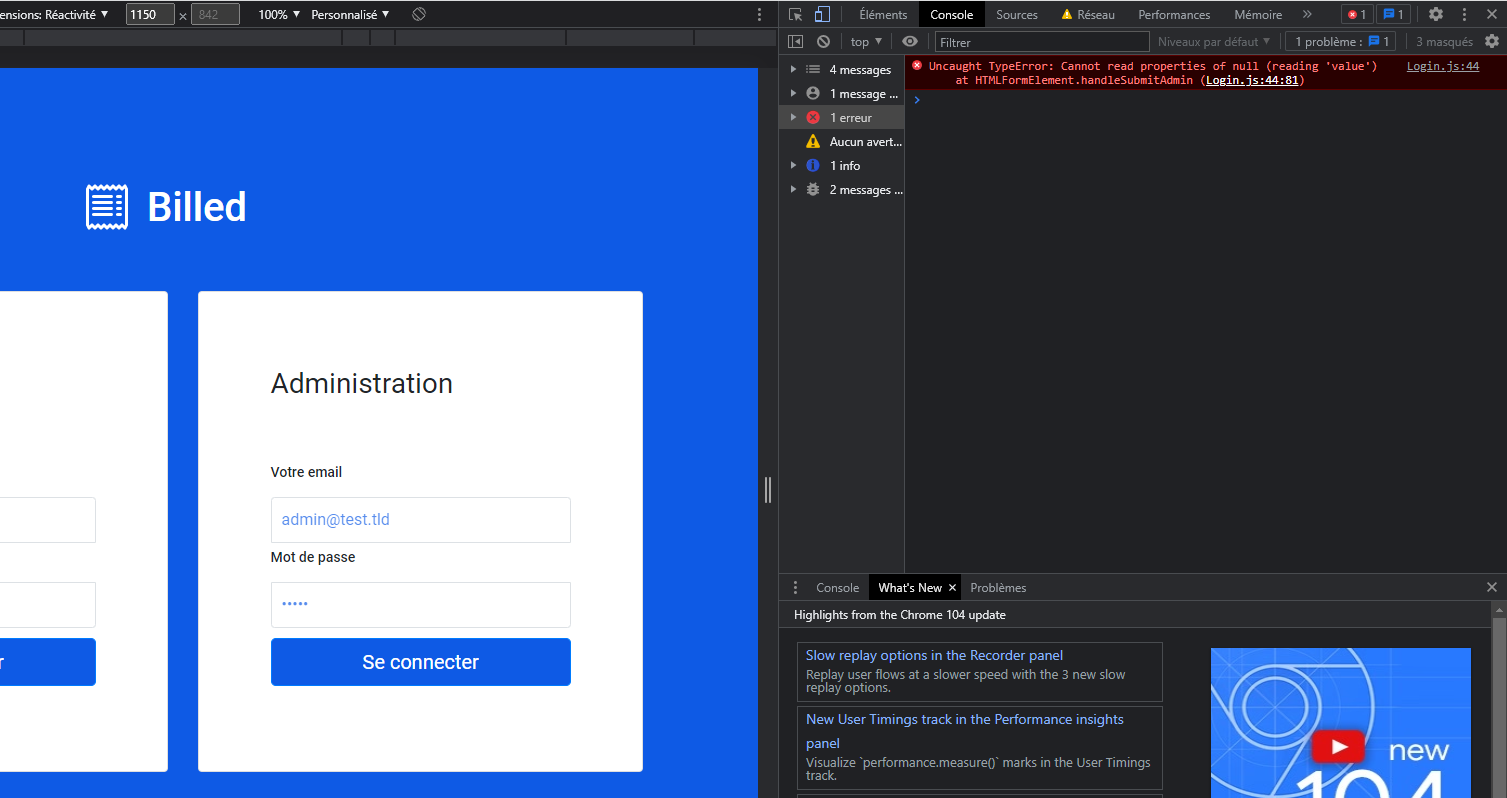 ensions: Réactivité ▼ 1150 × 842 100% ▼ Personnalisé ▼
Billed
Administration
Votre email
admin@test.tld
Mot de passe
•••••
r
Se connecter
Éléments Console Sources Réseau Performances Mémoire » 1 1
top ▼ Filtrer Niveaux par défaut ▼ 1 problème : 1 3 masqués
4 messages
1 message ...
1 erreur
Aucun avert...
1 info
2 messages ...
Uncaught TypeError: Cannot read properties of null (reading 'value') Login.js:44
at HTMLFormElement.handleSubmitAdmin (Login.js:44:81)
Console What's New × Problèmes
Highlights from the Chrome 104 update
Slow replay options in the Recorder panel
Replay user flows at a slower speed with the 3 new slow
replay options.
New User Timings track in the Performance insights
panel
Visualize `performance.measure()` marks in the User Timings
track.
new
104